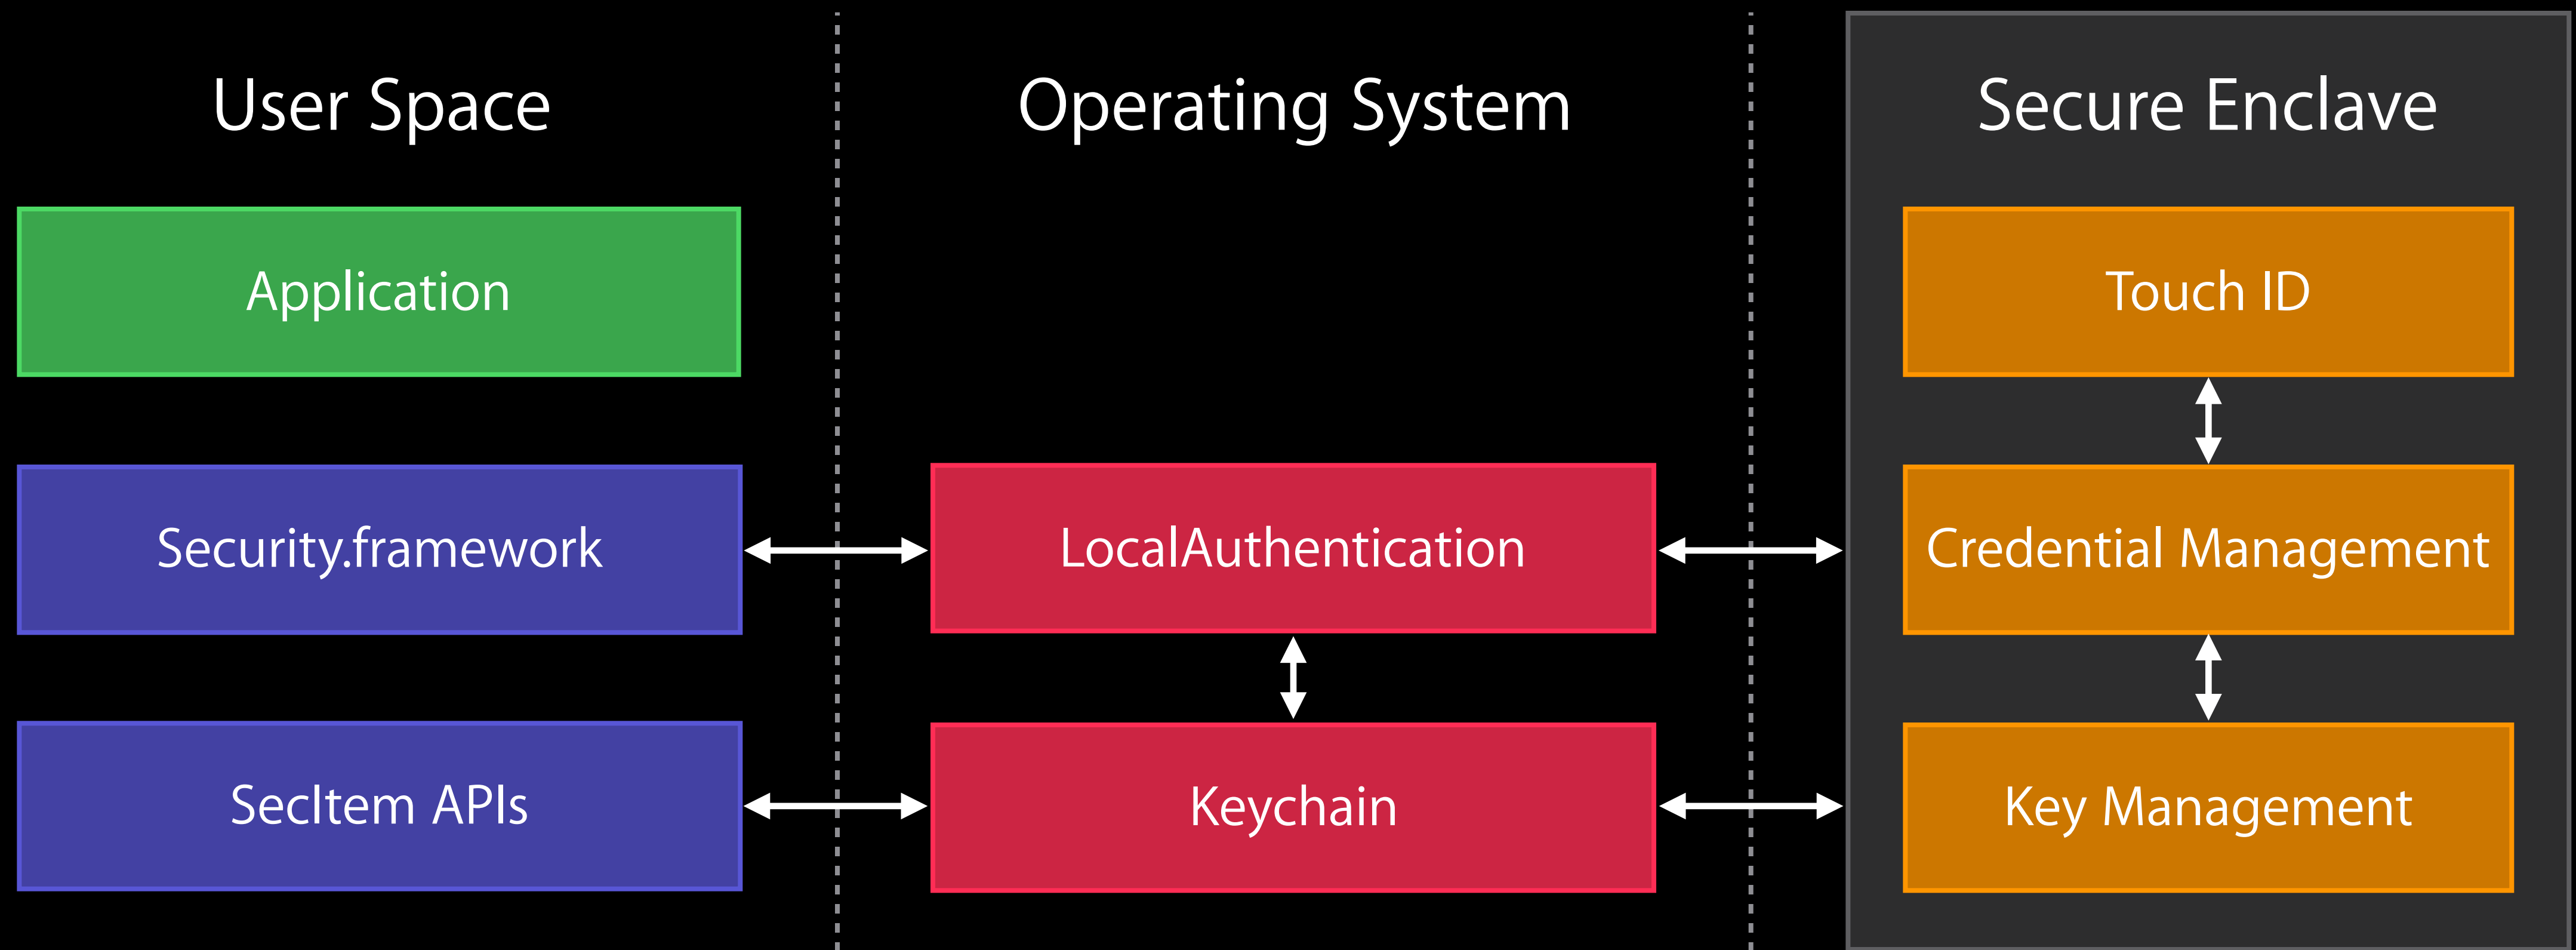 User Space
Operating System
Secure Enclave
Application
Touch ID
Security.framework
LocalAuthentication
Credential Management
SecItem APIs
Keychain
Key Management